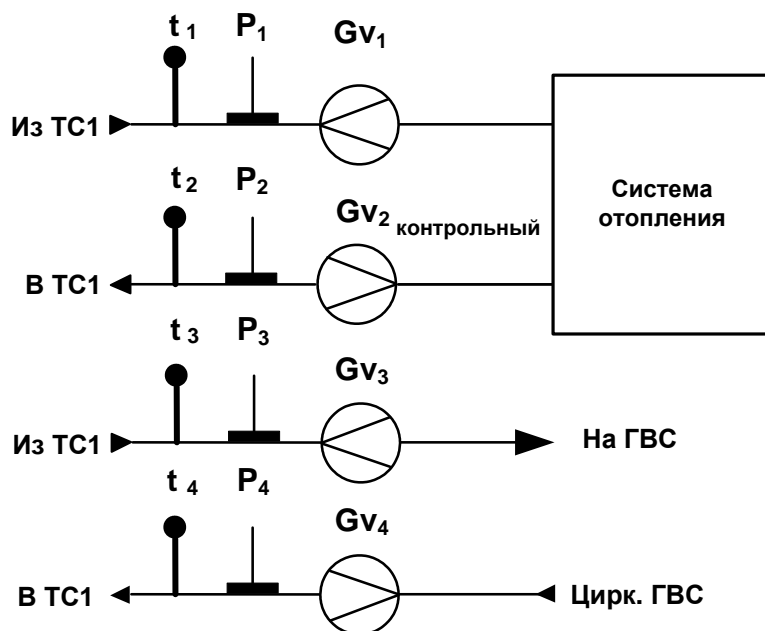 t 1 P1 Gv1
Из ТС1
Система
отопления
t 2 P2 Gv2 контрольный
В ТС1
t 3 P3 Gv3
Из ТС1
На ГВС
t 4 P4 Gv4
В ТС1
Цирк. ГВС